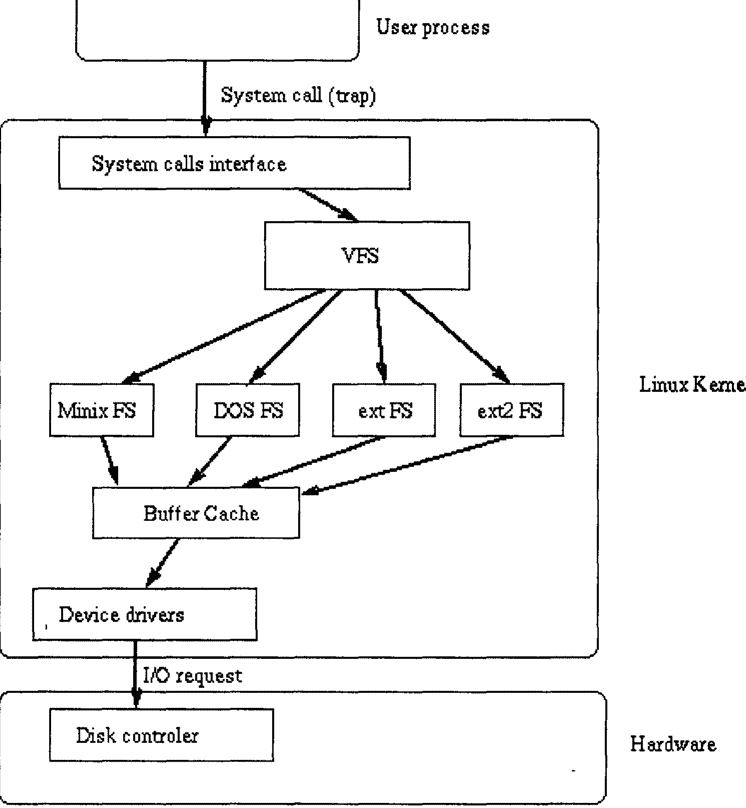 User process
System call (trap)
System calls interface
VFS
Linux Kerne
Minix FS
DOS FS
ext FS
ext2 FS
Buffer Cache
Device drivers
I/O request
Disk controler
Hardware